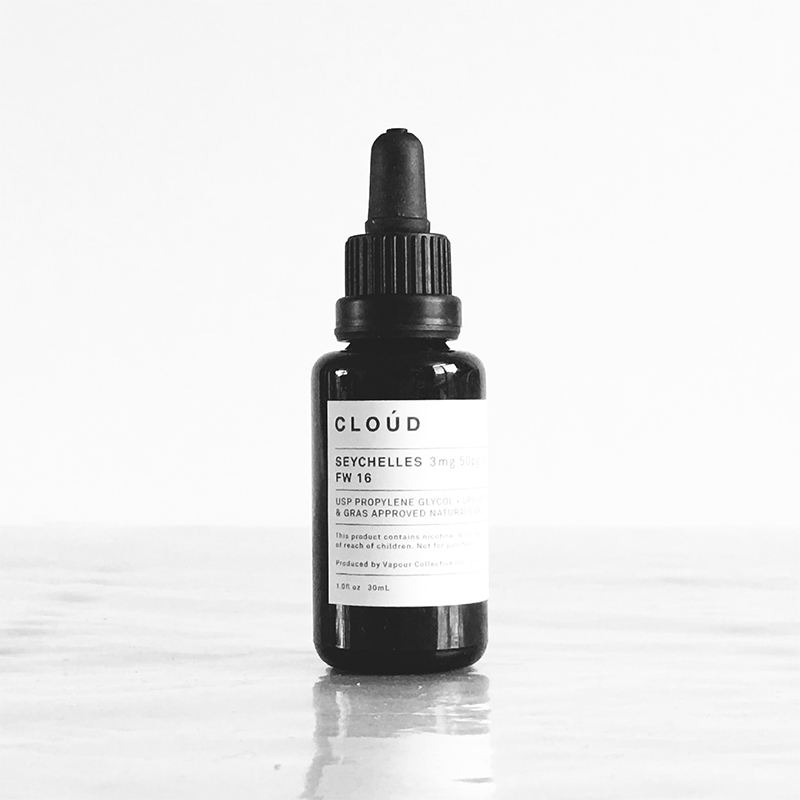 CLOÚD
SEYCHELLES 3mg
FW 16
USP PROPYLENE GLYCOL
& GRAS APPROVED
This product contains nicotine.
of reach of children. Not for
Produced by Vapour Collective
1.0fl oz 30mL